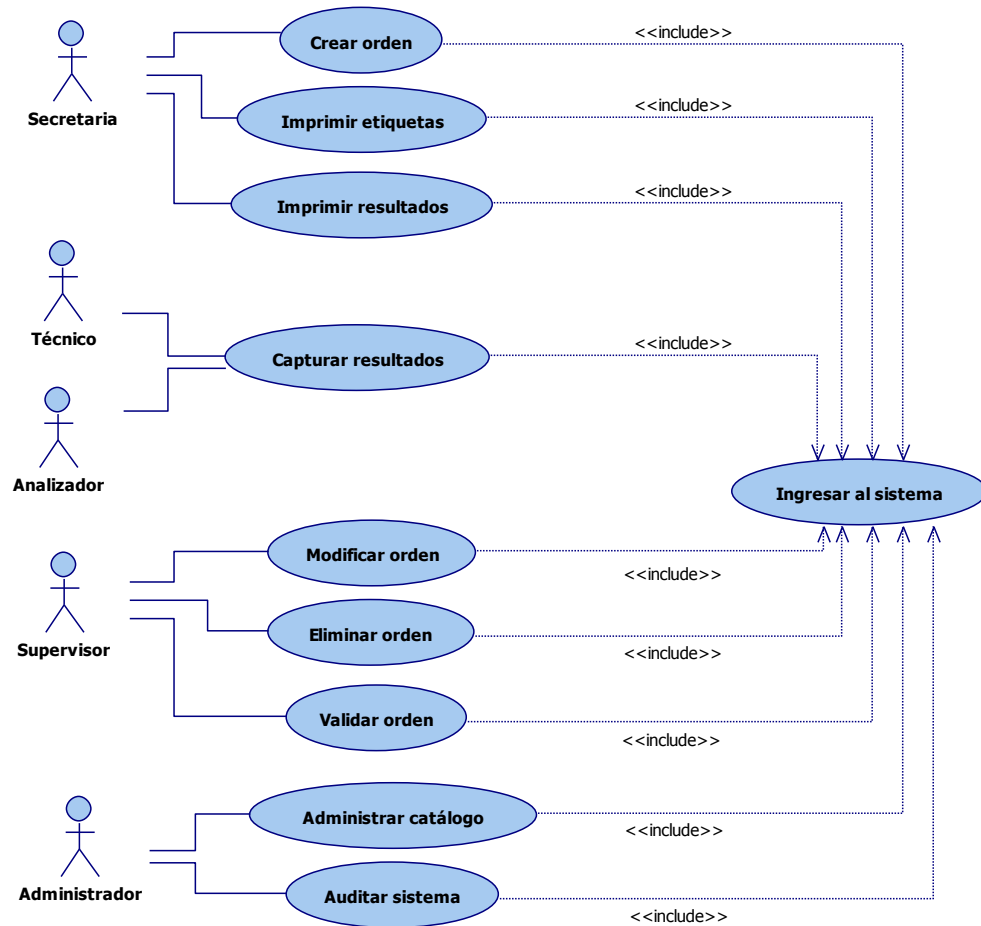 Crear orden
<<include>>
Secretaria
Imprimir etiquetas
<<include>>
Imprimir resultados
<<include>>
Técnico
Capturar resultados
<<include>>
Analizador
Ingresar al sistema
Modificar orden
<<include>>
Supervisor
Eliminar orden
<<include>>
Validar orden
<<include>>
Administrar catálogo
<<include>>
Administrador
Auditar sistema
<<include>>